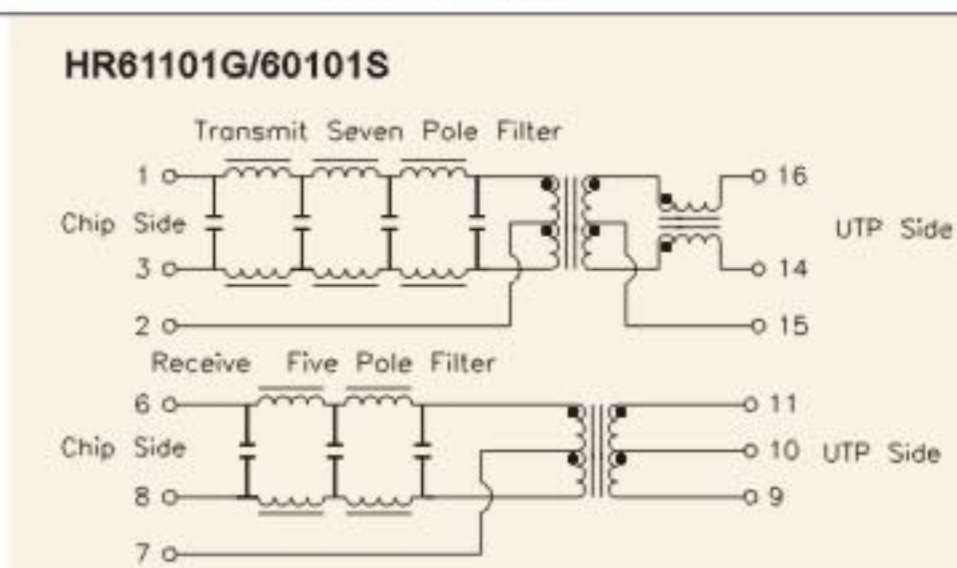 HR61101G/60101S
Transmit Seven Pole Filter
1 16
Chip Side UTP Side
3 14
2 15
Receive Five Pole Filter
6 11
Chip Side 10 UTP Side
8 9
7